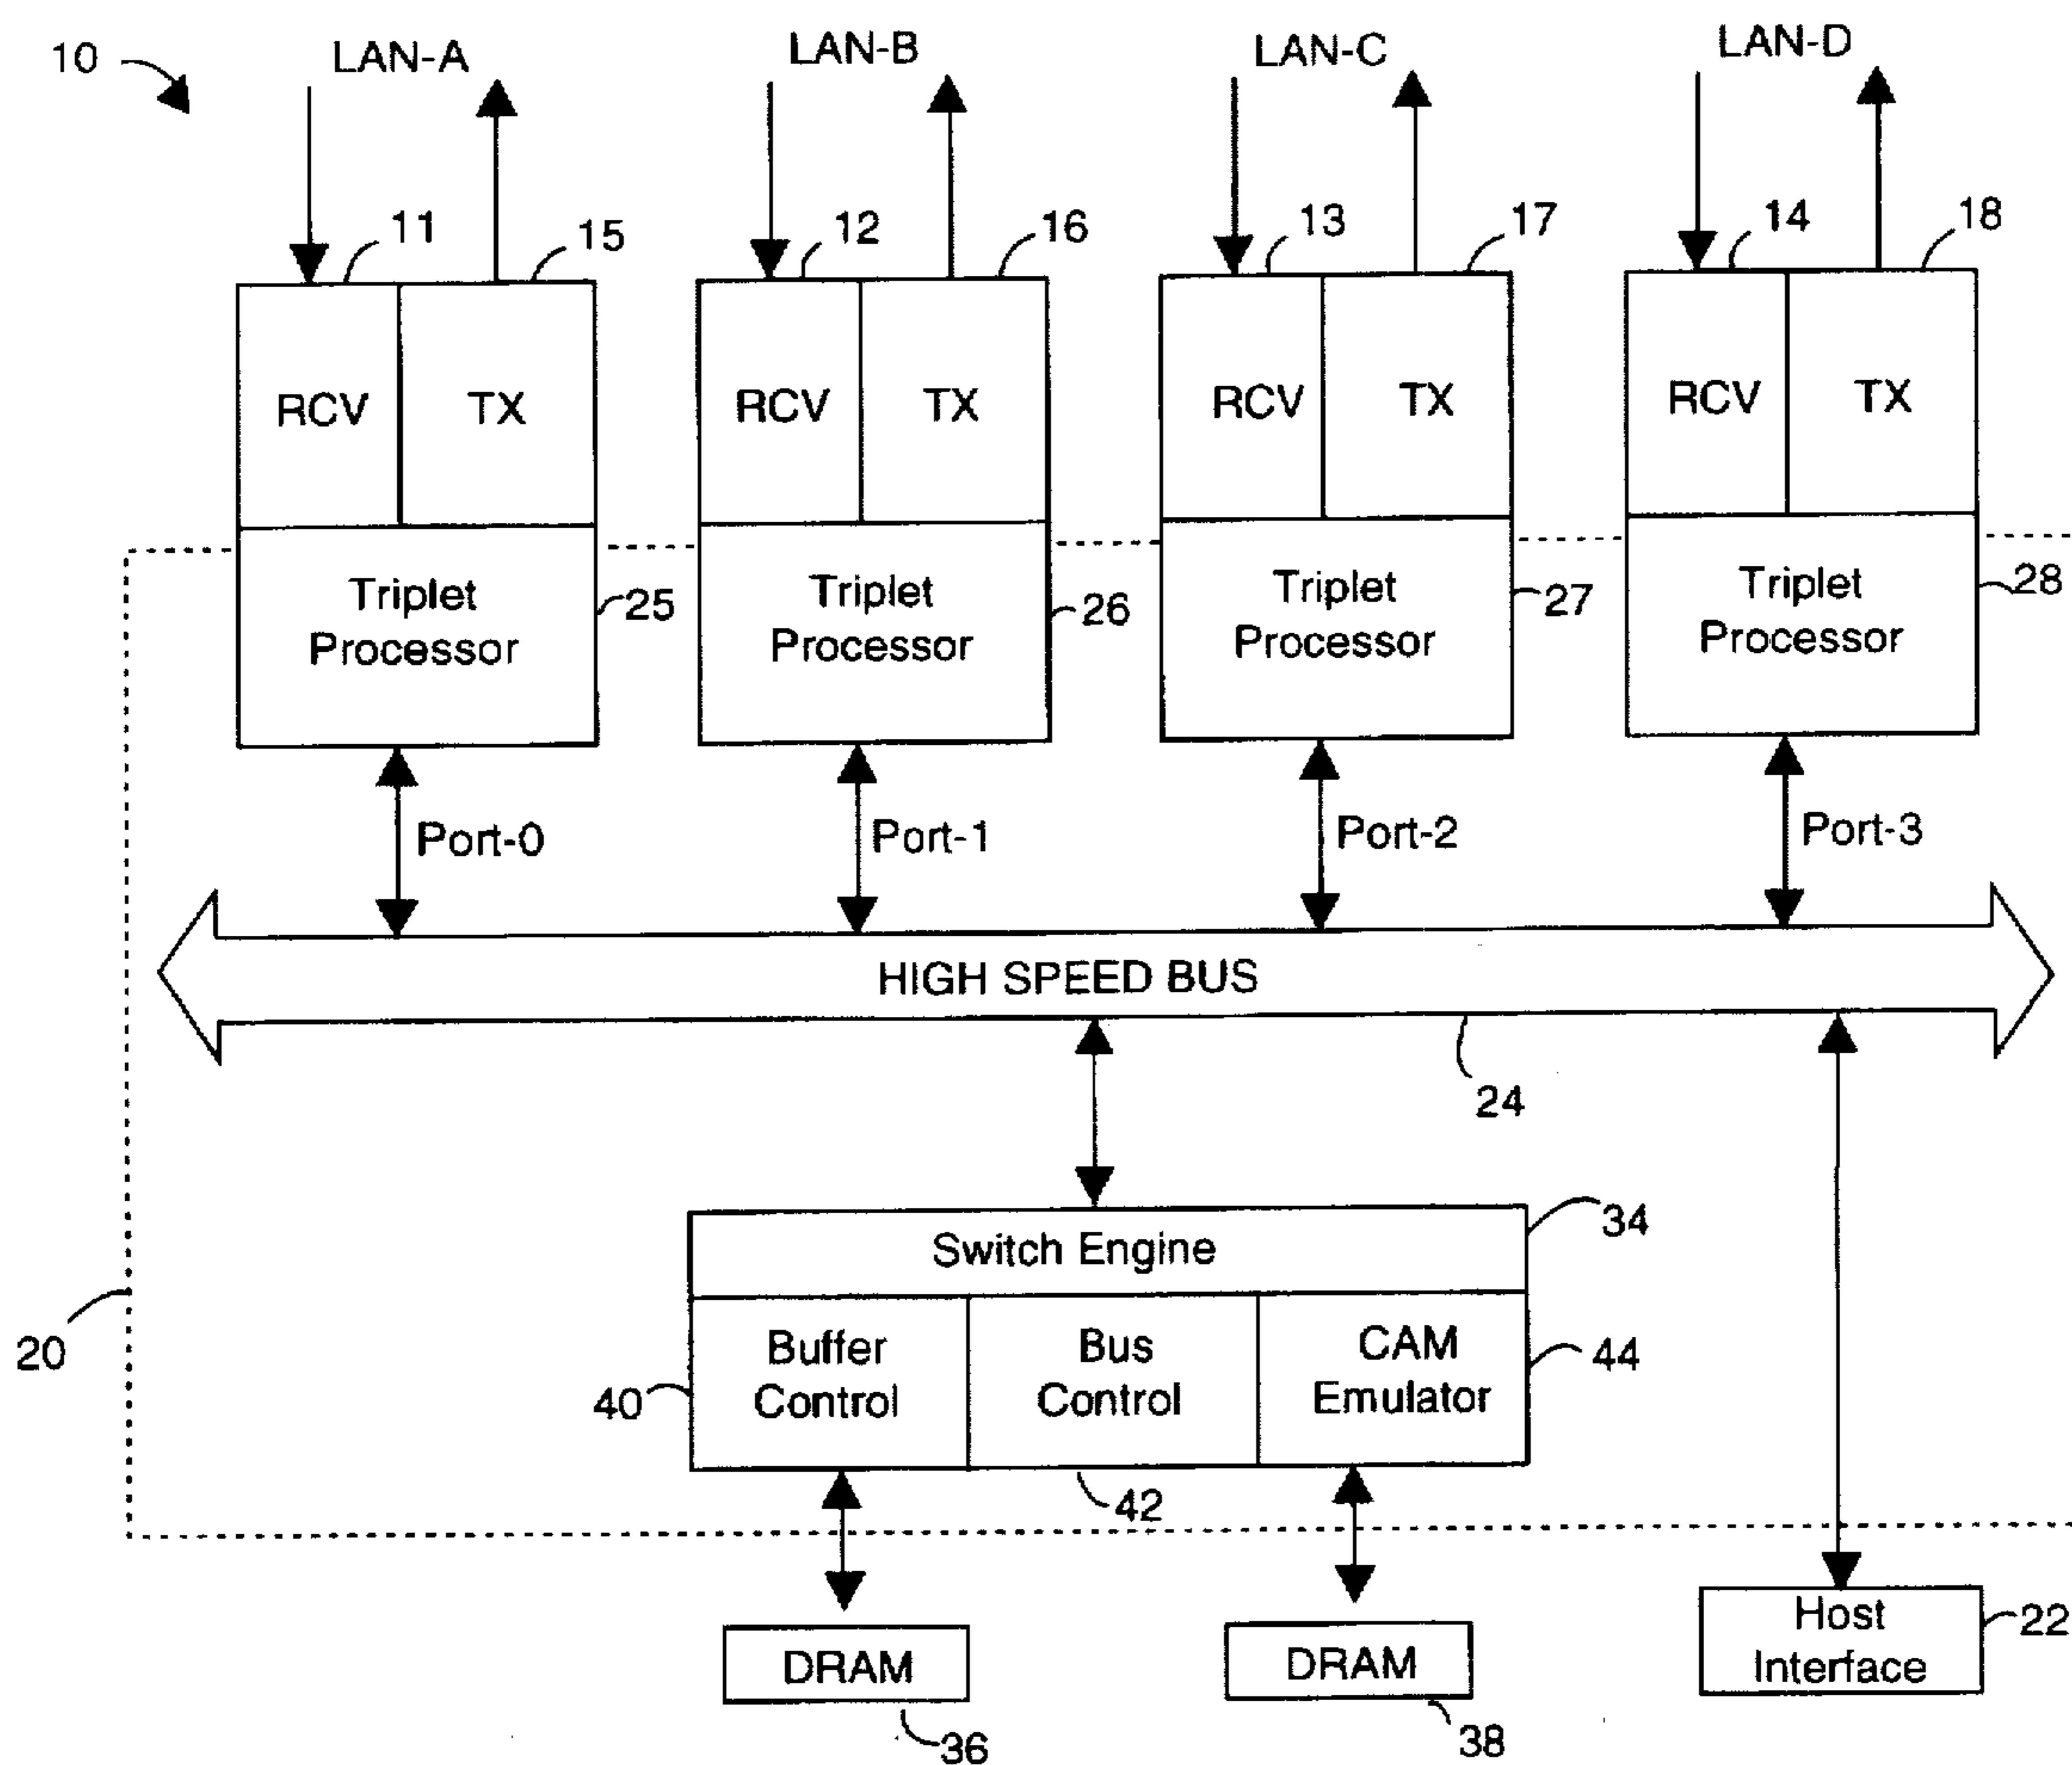 10
LAN-A
LAN-B
LAN-C
LAN-D
11
15
12
16
13
17
14
18
RCV
TX
RCV
TX
RCV
TX
RCV
TX
Triplet
Processor
25
Triplet
Processor
26
Triplet
Processor
27
Triplet
Processor
28
Port-0
Port-1
Port-2
Port-3
HIGH SPEED BUS
24
Switch Engine
34
20
Buffer
Control
40
Bus
Control
42
CAM
Emulator
44
DRAM
36
DRAM
38
Host
Interface
22